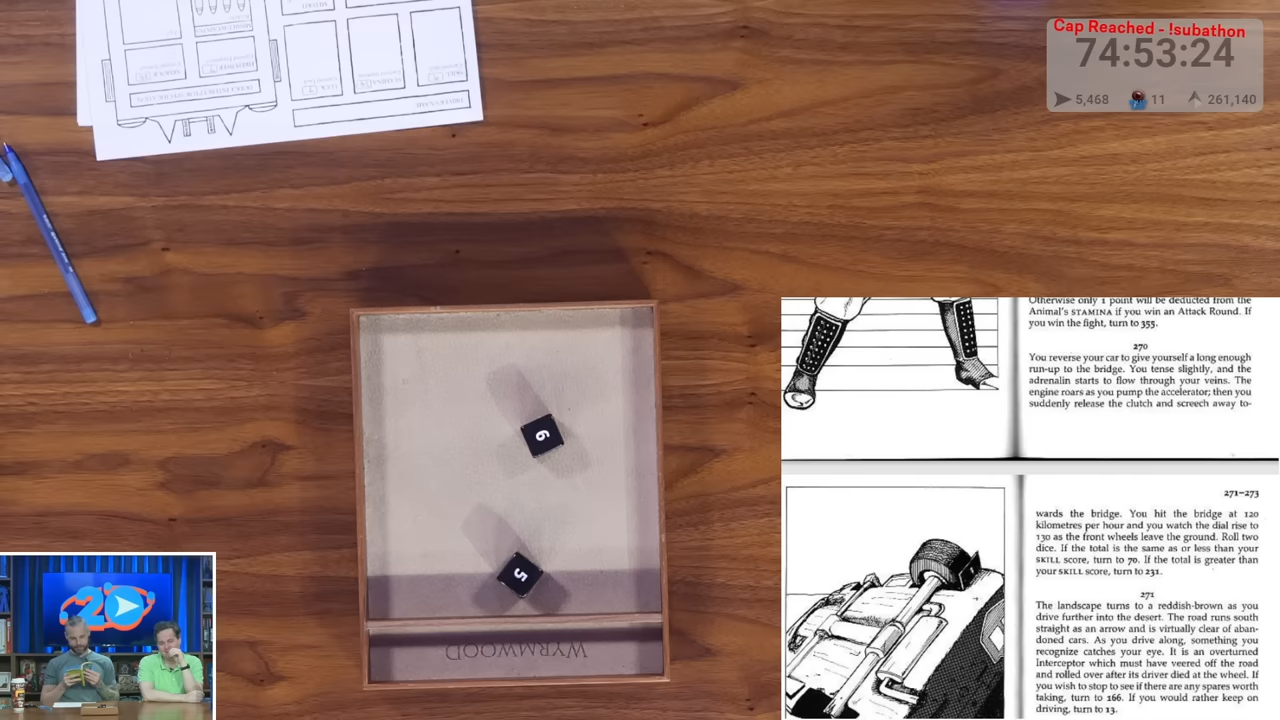 Cap Reached - !subathon
74:53:24
5,468
11
261,140
6
5
WYRMWOOD
20
Otherwise only 1 point will be deducted from the
Animal's STAMINA if you win an Attack Round. If
you win the fight, turn to 355.
270
You reverse your car to give yourself a long enough
run-up to the bridge. You tense slightly, and the
adrenalin starts to flow through your veins. The
engine roars as you pump the accelerator; then you
suddenly release the clutch and screech away to-
271-273
wards the bridge. You hit the bridge at 120
kilometres per hour and you watch the dial rise to
130 as the front wheels leave the ground. Roll two
dice. If the total is the same as or less than your
SKILL score, turn to 70. If the total is greater than
your SKILL score, turn to 231.
271
The landscape turns to a reddish-brown as you
drive further into the desert. The road runs south
straight as an arrow and is virtually clear of aban-
doned cars. As you drive along, something you
recognize catches your eye. It is an overturned
Interceptor which must have veered off the road
and rolled over after its driver died at the wheel. If
you wish to stop to see if there are any spares worth
taking, turn to 166. If you would rather keep on
driving, turn to 13.